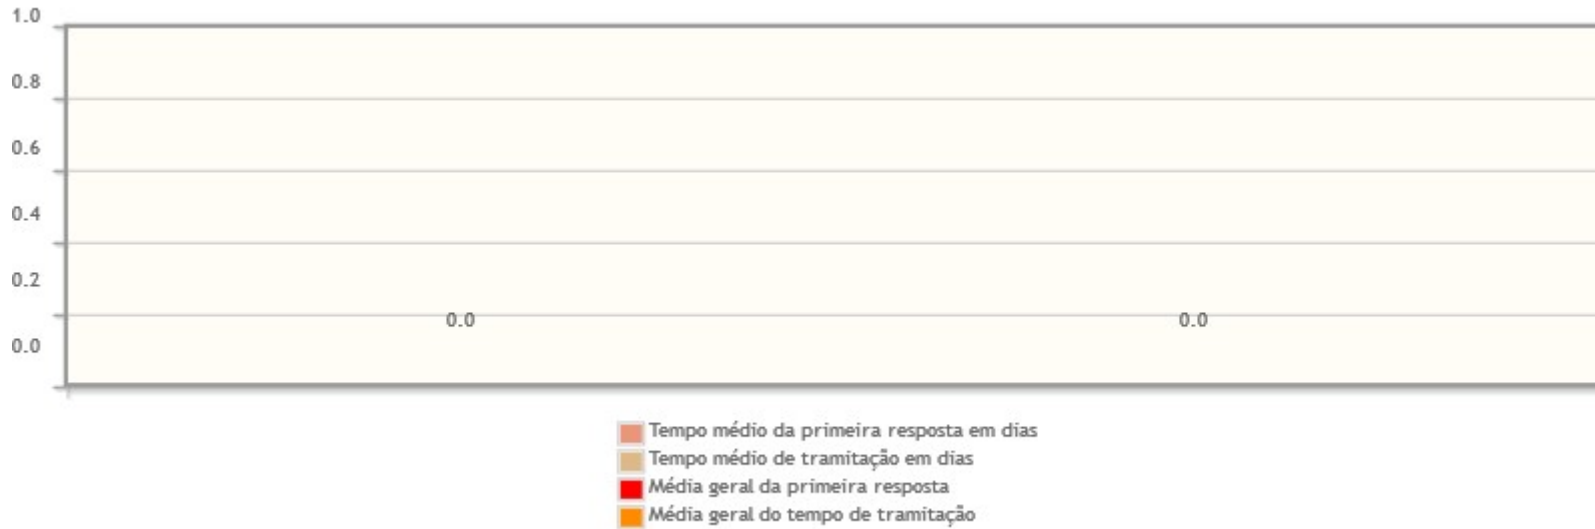 1.0
0.8
0.6
0.4
0.2
0.0
0.0 0.0
Tempo médio da primeira resposta em dias
Tempo médio de tramitação em dias
Média geral da primeira resposta
Média geral do tempo de tramitação